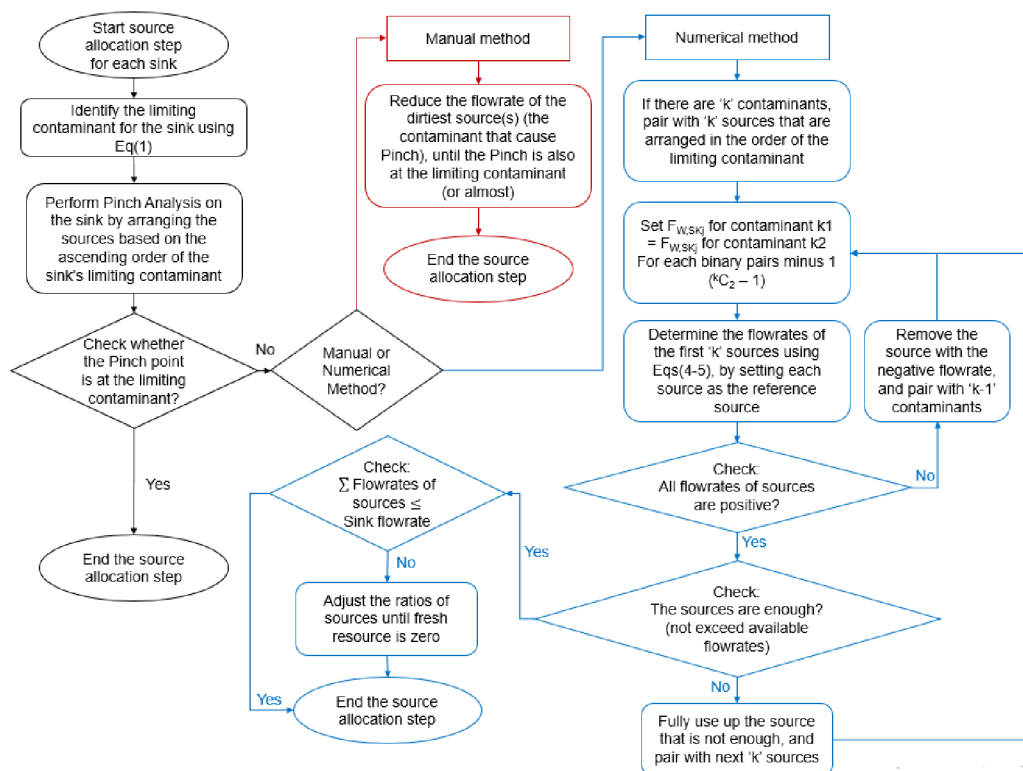 Start source
allocation step
for each sink
Identify the limiting
contaminant for the sink using
Eq(1)
Perform Pinch Analysis on
the sink by arranging the
sources based on the
ascending order of the
sink's limiting contaminant
Check whether
the Pinch point
is at the limiting
contaminant?
No
Yes
End the source
allocation step
Manual or
Numerical
Method?
Manual method
Reduce the flowrate of the
dirtiest source(s) (the
contaminant that cause
Pinch), until the Pinch is also
at the limiting contaminant
(or almost)
End the source
allocation step
Numerical method
If there are 'k' contaminants,
pair with 'k' sources that are
arranged in the order of the
limiting contaminant
Set F_W,SKj for contaminant k1
= F_W,SKj for contaminant k2
For each binary pairs minus 1
(ᵏC₂ – 1)
Determine the flowrates of
the first 'k' sources using
Eqs(4-5), by setting each
source as the reference
source
Remove the
source with the
negative flowrate,
and pair with 'k-1'
contaminants
Check:
All flowrates of sources
are positive?
No
Yes
Check:
The sources are enough?
(not exceed available
flowrates)
No
Fully use up the source
that is not enough, and
pair with next 'k' sources
Yes
Check:
∑ Flowrates of
sources ≤
Sink flowrate
No
Adjust the ratios of
sources until fresh
resource is zero
Yes
End the source
allocation step